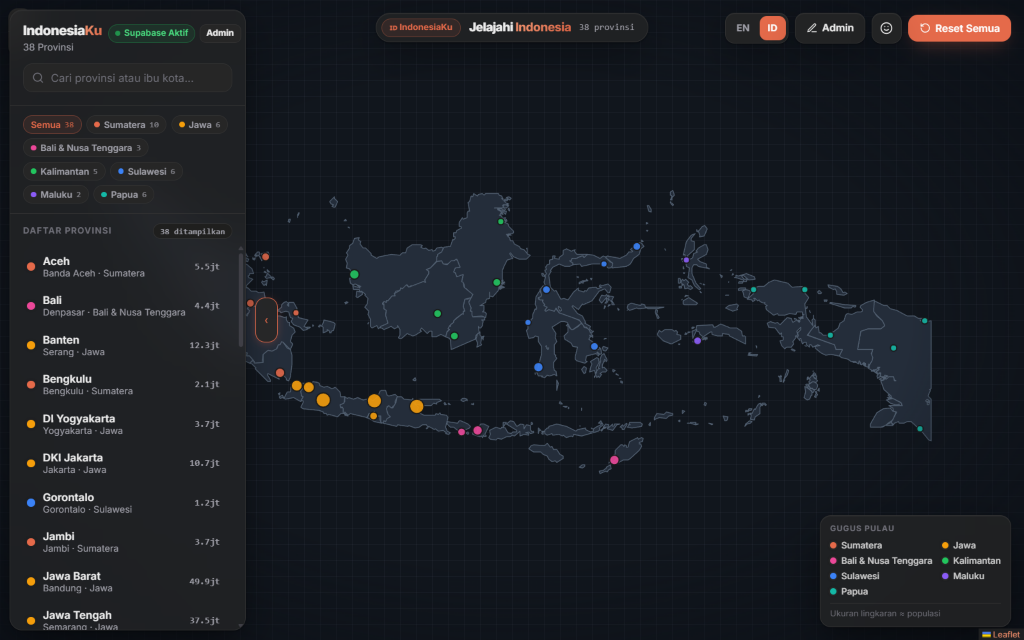 IndonesiaKu
Supabase Aktif
Admin
38 Provinsi
Cari provinsi atau ibu kota...
Semua 38
Sumatera 10
Jawa 6
Bali & Nusa Tenggara 3
Kalimantan 5
Sulawesi 6
Maluku 2
Papua 6
DAFTAR PROVINSI
38 ditampilkan
Aceh
Banda Aceh · Sumatera
5.5jt
Bali
Denpasar · Bali & Nusa Tenggara
4.4jt
Banten
Serang · Jawa
12.3jt
Bengkulu
Bengkulu · Sumatera
2.1jt
DI Yogyakarta
Yogyakarta · Jawa
3.7jt
DKI Jakarta
Jakarta · Jawa
10.7jt
Gorontalo
Gorontalo · Sulawesi
1.2jt
Jambi
Jambi · Sumatera
3.7jt
Jawa Barat
Bandung · Jawa
49.9jt
Jawa Tengah
Semarang · Jawa
37.5jt
ID IndonesiaKu
Jelajahi Indonesia
38 provinsi
EN
ID
Admin
Reset Semua
GUGUS PULAU
Sumatera
Jawa
Bali & Nusa Tenggara
Kalimantan
Sulawesi
Maluku
Papua
Ukuran lingkaran = populasi
Leaflet